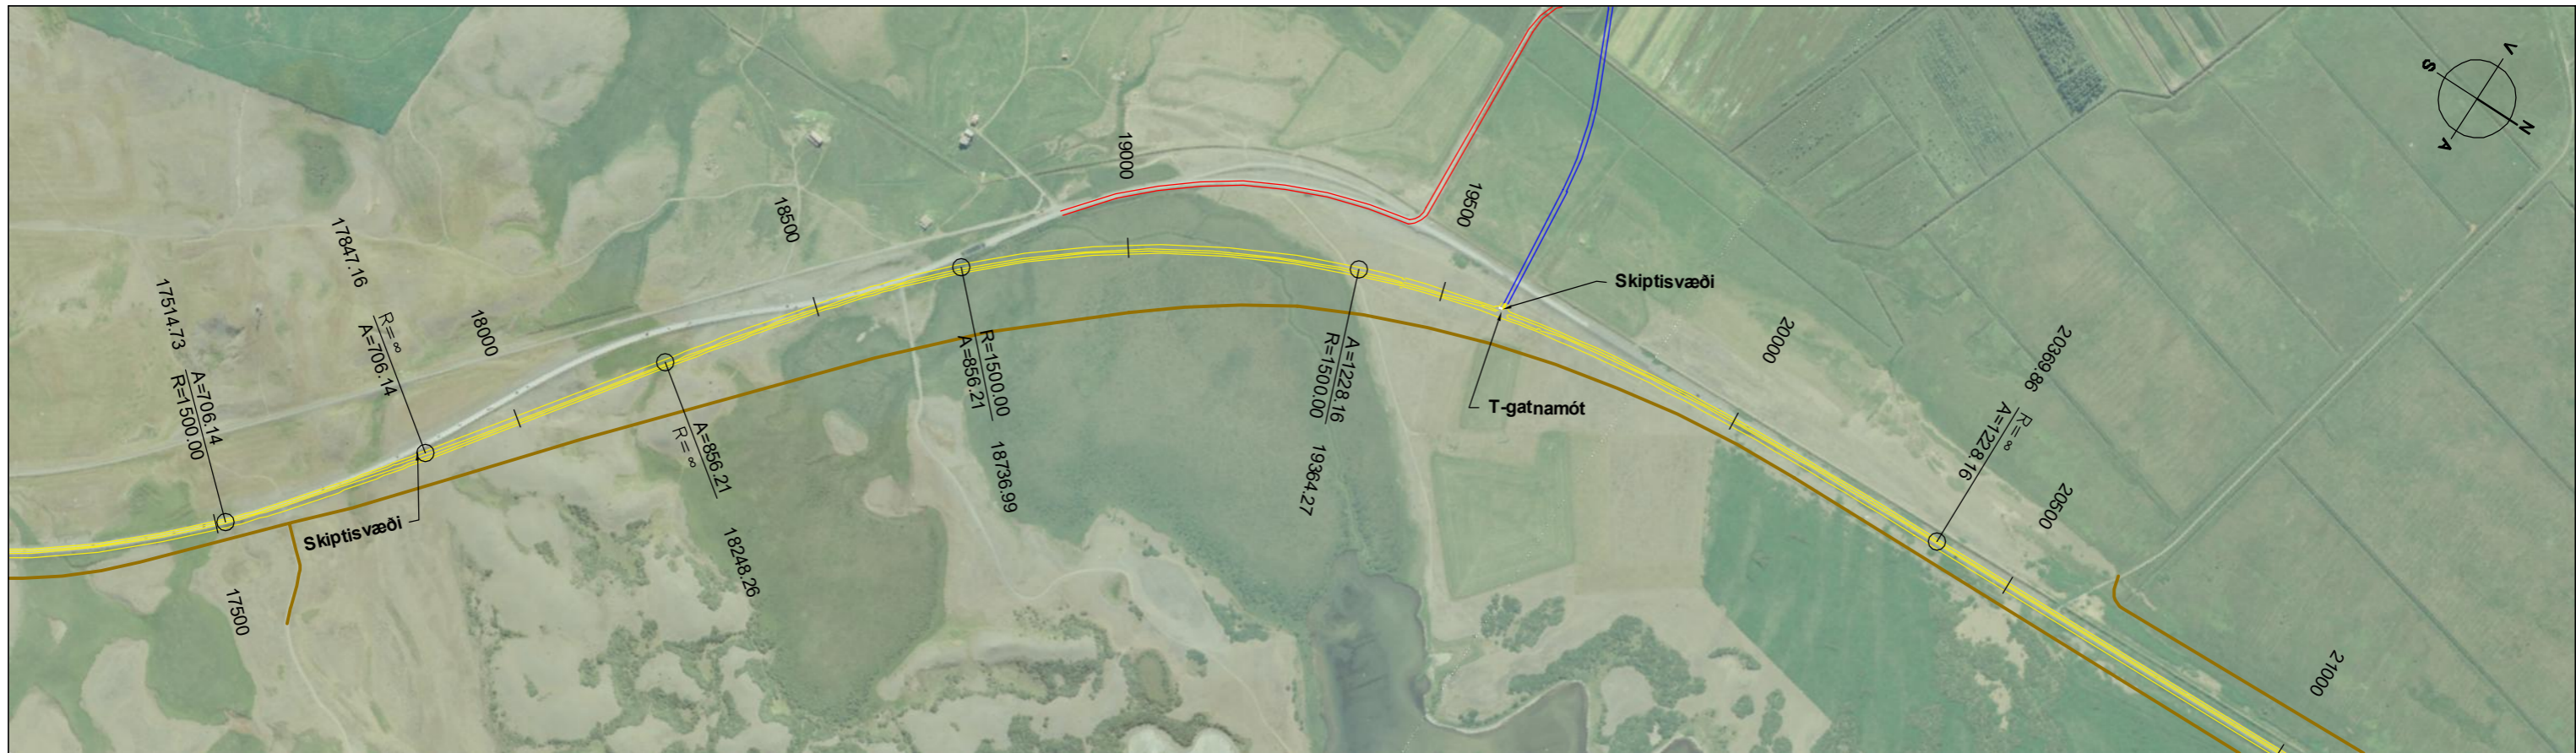 17514.73
A=706.14
R=1500.00
17500
17847.16
R=∞
A=706.14
Skiptisvæði
18000
A=856.21
R=∞
18248.26
18500
R=1500.00
A=856.21
18736.99
19000
A=1228.16
R=1500.00
19364.27
19500
Skiptisvæði
T-gatnamót
20000
20369.86
R=∞
A=1228.16
20500
21000
V
S
N
A